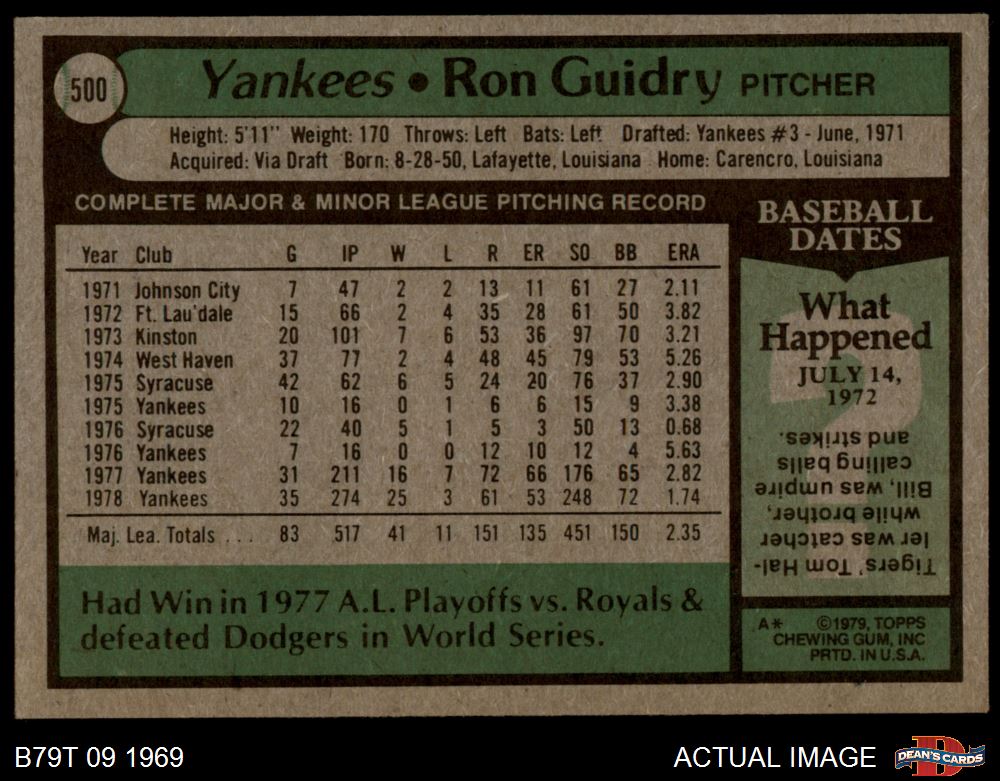 500
Yankees • Ron Guidry PITCHER
Height: 5'11" Weight: 170 Throws: Left Bats: Left Drafted: Yankees #3 - June, 1971
Acquired: Via Draft Born: 8-28-50, Lafayette, Louisiana Home: Carencro, Louisiana
COMPLETE MAJOR & MINOR LEAGUE PITCHING RECORD
Year Club G IP W L R ER SO BB ERA
1971 Johnson City 7 47 2 2 13 11 61 27 2.11
1972 Ft. Lau'dale 15 66 2 4 35 28 61 50 3.82
1973 Kinston 20 101 7 6 53 36 97 70 3.21
1974 West Haven 37 77 2 4 48 45 79 53 5.26
1975 Syracuse 42 62 6 5 24 20 76 37 2.90
1975 Yankees 10 16 0 1 6 6 15 9 3.38
1976 Syracuse 22 40 5 1 5 3 50 13 0.68
1976 Yankees 7 16 0 0 12 10 12 4 5.63
1977 Yankees 31 211 16 7 72 66 176 65 2.82
1978 Yankees 35 274 25 3 61 53 248 72 1.74
Maj. Lea. Totals . . . 83 517 41 11 151 135 451 150 2.35
Had Win in 1977 A.L. Playoffs vs. Royals &
defeated Dodgers in World Series.
BASEBALL
DATES
What
Happened
JULY 14,
1972
Tigers' Tom Hal-
ler was catcher
while brother,
Bill, was umpire
calling balls
and strikes.
A* ©1979, TOPPS
CHEWING GUM, INC
PRTD. IN U.S.A.
B79T 09 1969
ACTUAL IMAGE
D
DEAN'S CARDS